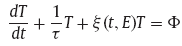 dT/dt + 1/τ T + ξ (t, E)T = Φ